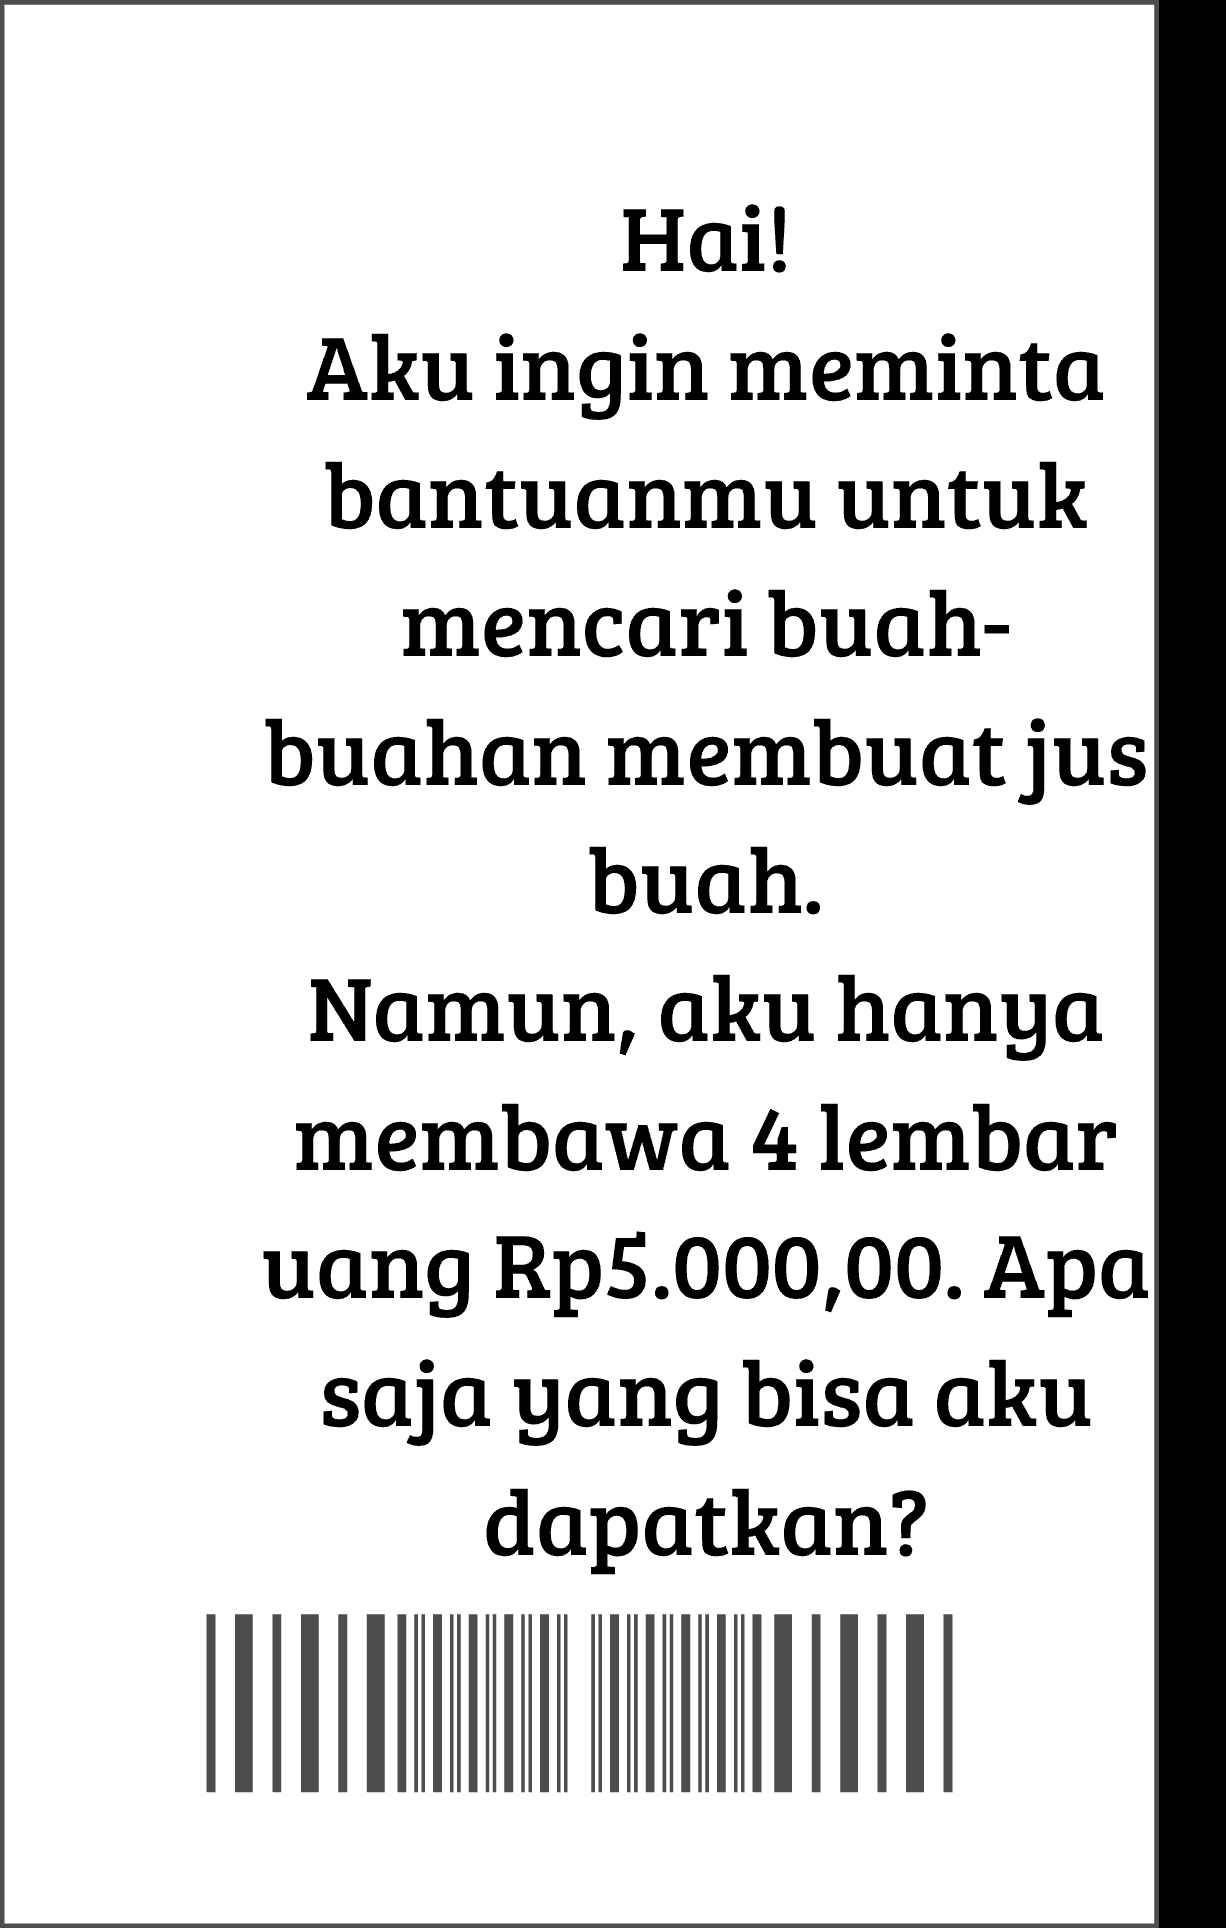 Hai!
Aku ingin meminta
bantuanmu untuk
mencari buah-
buahan membuat jus
buah.
Namun, aku hanya
membawa 4 lembar
uang Rp5.000,00. Apa
saja yang bisa aku
dapatkan?